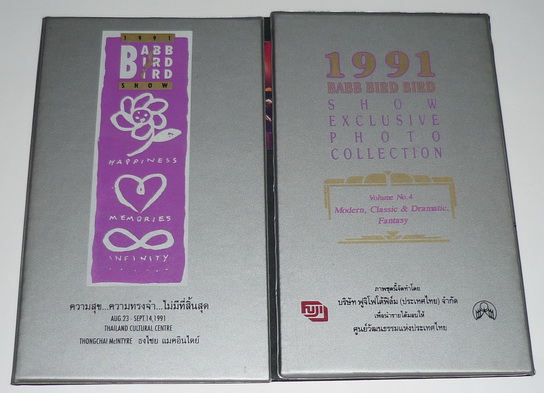 1991
BABB
BIRD
BIRD
SHOW
HAPPINESS
MEMORIES
INFINITY
ความสุข...ความทรงจำ...ไม่มีที่สิ้นสุด
AUG.23 - SEPT.14,1991
THAILAND CULTURAL CENTRE
THONGCHAI McINTYRE ธงไชย แมคอินไตย์
1991
BABB BIRD BIRD
SHOW
EXCLUSIVE
PHOTO
COLLECTION
Volume No.4
Modern, Classic & Dramatic,
Fantasy
ภาพชุดนี้จัดทำโดย
บริษัท ฟูจิโฟโต้ฟิล์ม (ประเทศไทย) จำกัด
เพื่อนำรายได้มอบให้
ศูนย์วัฒนธรรมแห่งประเทศไทย
FUJI